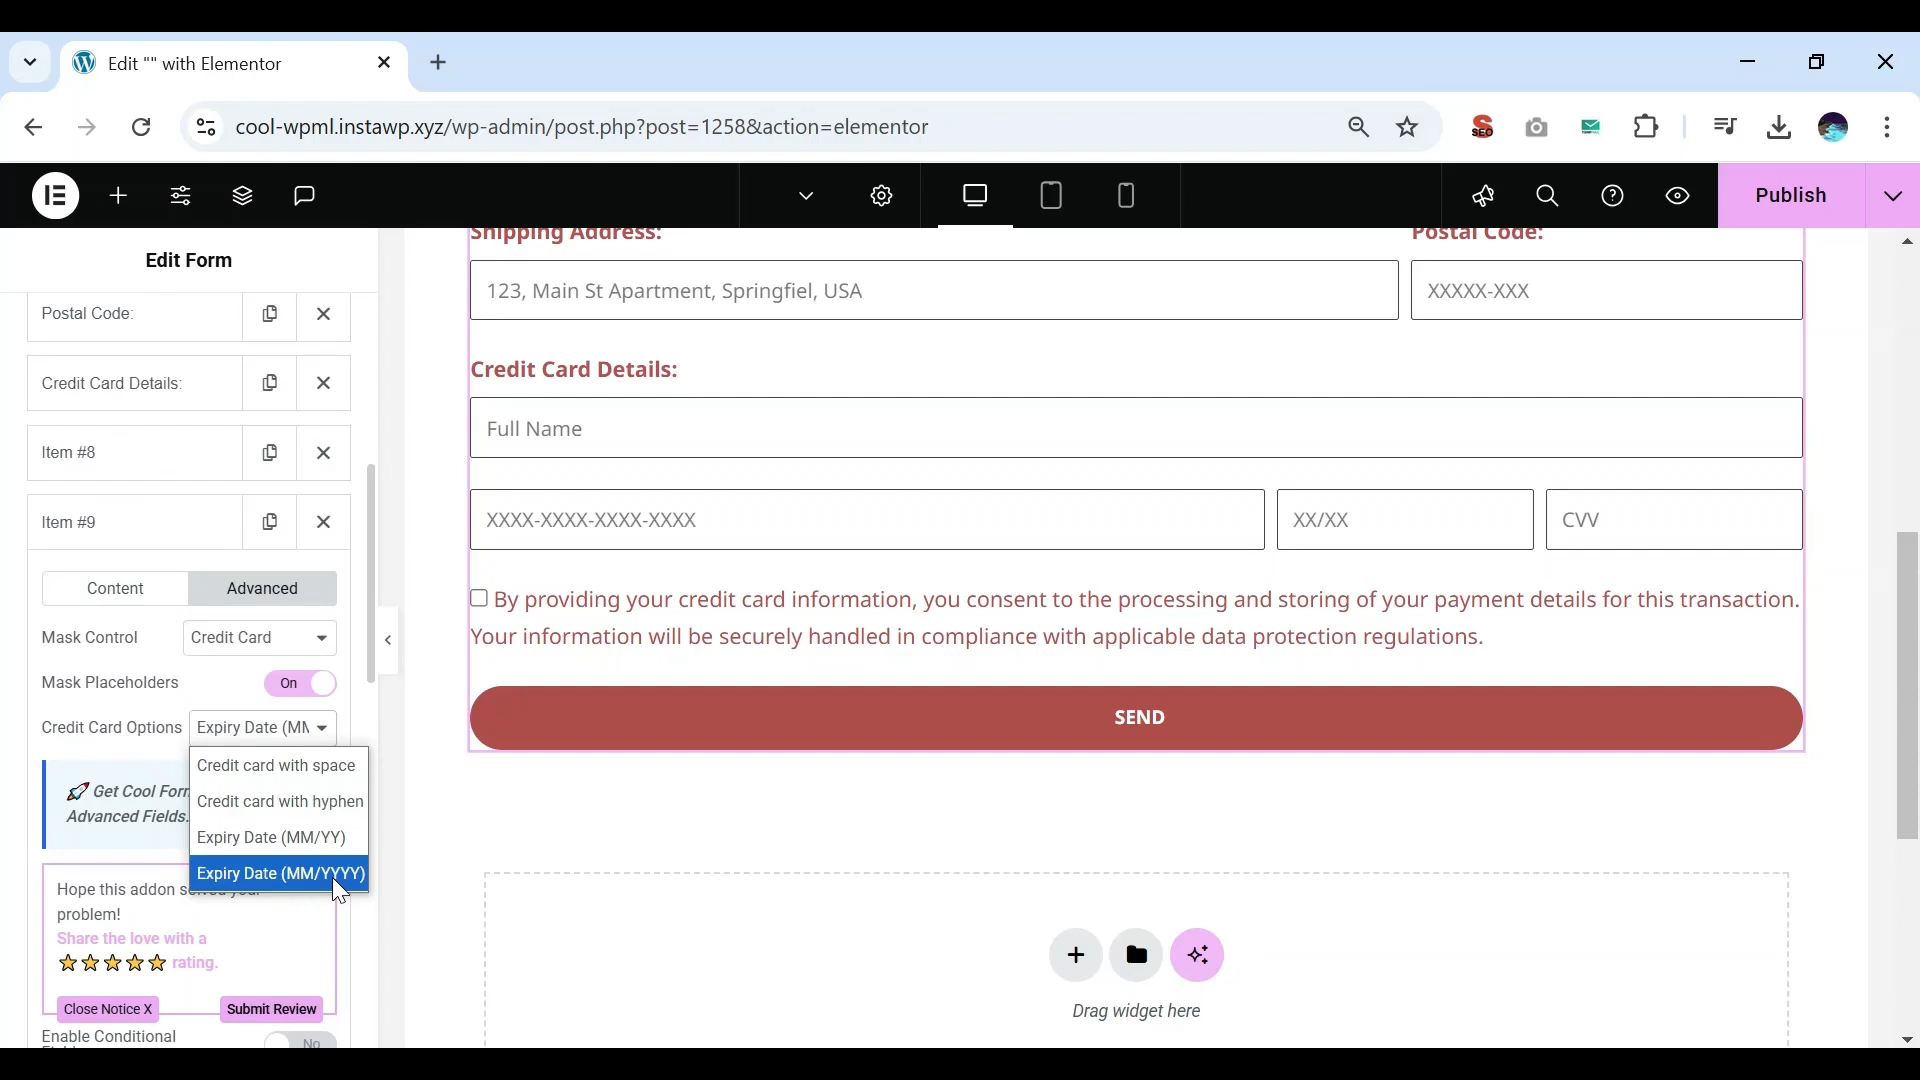 Edit "" with Elementor
cool-wpml.instawp.xyz/wp-admin/post.php?post=1258&action=elementor
SEO
Publish
Edit Form
Postal Code:
Credit Card Details:
Item #8
Item #9
Content
Advanced
Mask Control
Credit Card
Mask Placeholders
On
Credit Card Options
Expiry Date (MM
Credit card with space
Credit card with hyphen
Expiry Date (MM/YY)
Expiry Date (MM/YYYY)
🚀 Get Cool For
Advanced Fields.
Hope this addon solved your
problem!
Share the love with a
rating.
Close Notice X
Submit Review
Enable Conditional
No
Shipping Address:
Postal Code:
123, Main St Apartment, Springfiel, USA
XXXXX-XXX
Credit Card Details:
Full Name
XXXX-XXXX-XXXX-XXXX
XX/XX
CVV
By providing your credit card information, you consent to the processing and storing of your payment details for this transaction.
Your information will be securely handled in compliance with applicable data protection regulations.
SEND
Drag widget here